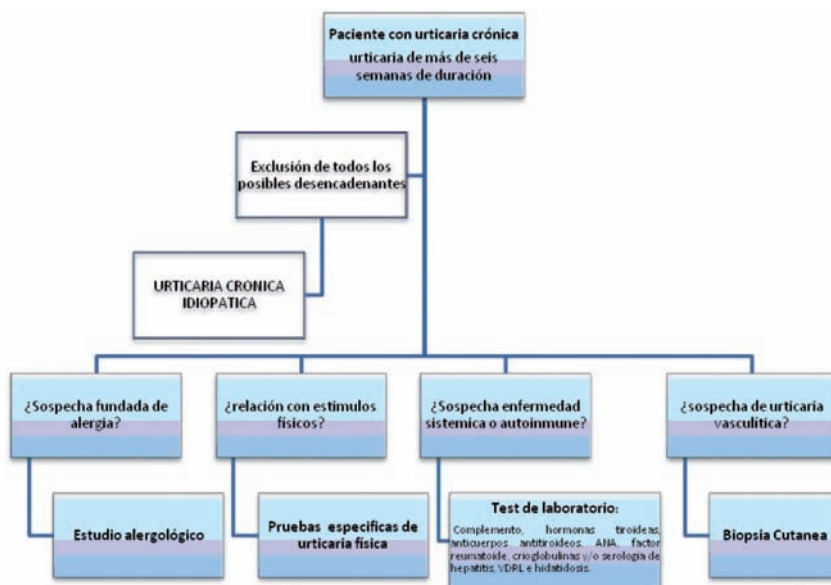 Paciente con urticaria crónica
urticaria de más de seis
semanas de duración
Exclusión de todos los
posibles desencadenantes
URTICARIA CRONICA
IDIOPATICA
¿Sospecha fundada de
alergia?
¿relación con estimulos
físicos?
¿Sospecha enfermedad
sistemica o autoinmune?
¿sospecha de urticaria
vasculítica?
Estudio alergológico
Pruebas especificas de
urticaria física
Test de laboratorio:
Complemento, hormonas tiroideas,
anticuerpos antitiroideos, ANA, factor
reumatoide, crioglobulinas y/o serologia de
hepatitis, VDRL e hidatidosis.
Biopsia Cutanea